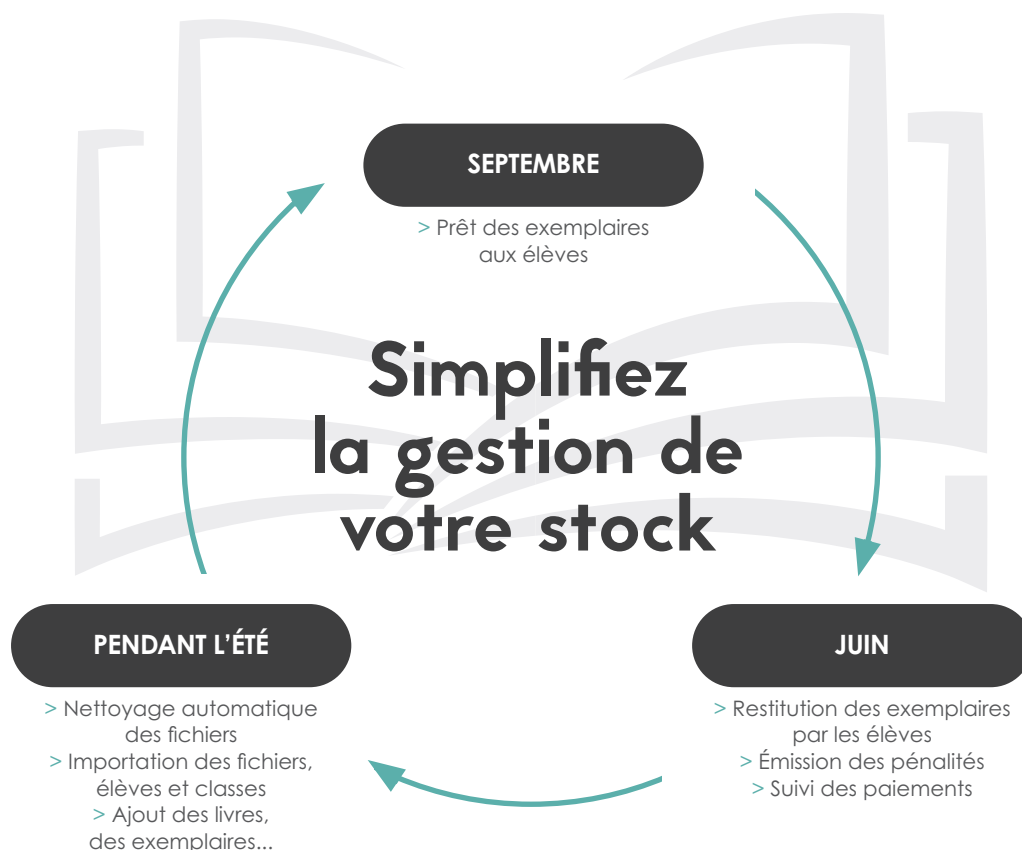 SEPTEMBRE
> Prêt des exemplaires
aux élèves
Simplifiez
la gestion de
votre stock
PENDANT L’ÉTÉ
> Nettoyage automatique
des fichiers
> Importation des fichiers,
élèves et classes
> Ajout des livres,
des exemplaires...
JUIN
> Restitution des exemplaires
par les élèves
> Émission des pénalités
> Suivi des paiements